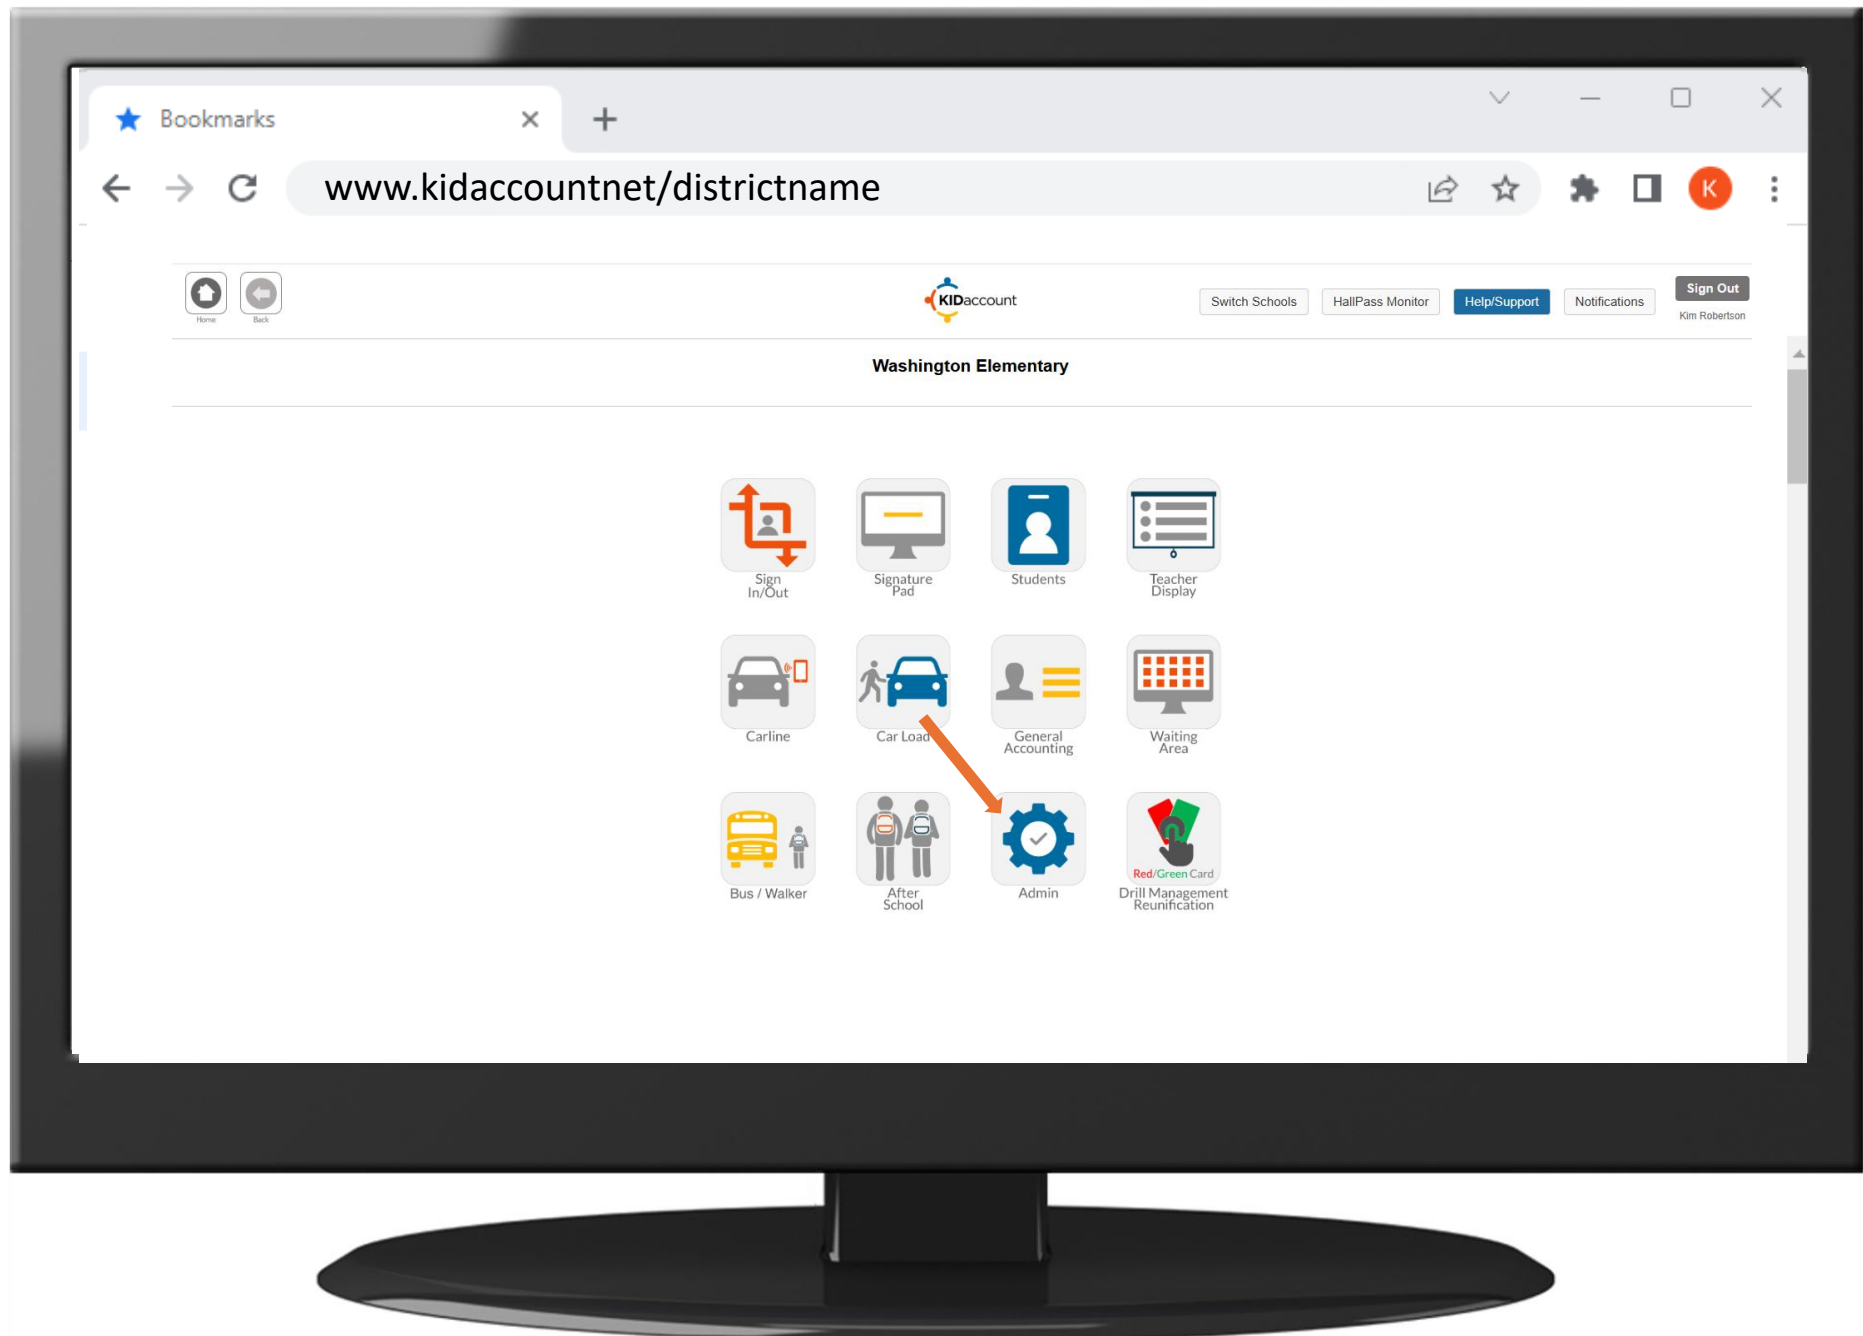 Bookmarks
www.kidaccountnet/districtname
Home
Back
KIDaccount
Switch Schools
HallPass Monitor
Help/Support
Notifications
Sign Out
Kim Robertson
K
Washington Elementary
Sign
In/Out
Signature
Pad
Students
Teacher
Display
Carline
Car Load
General
Accounting
Waiting
Area
Bus / Walker
After
School
Admin
Red/Green Card
Drill Management
Reunification